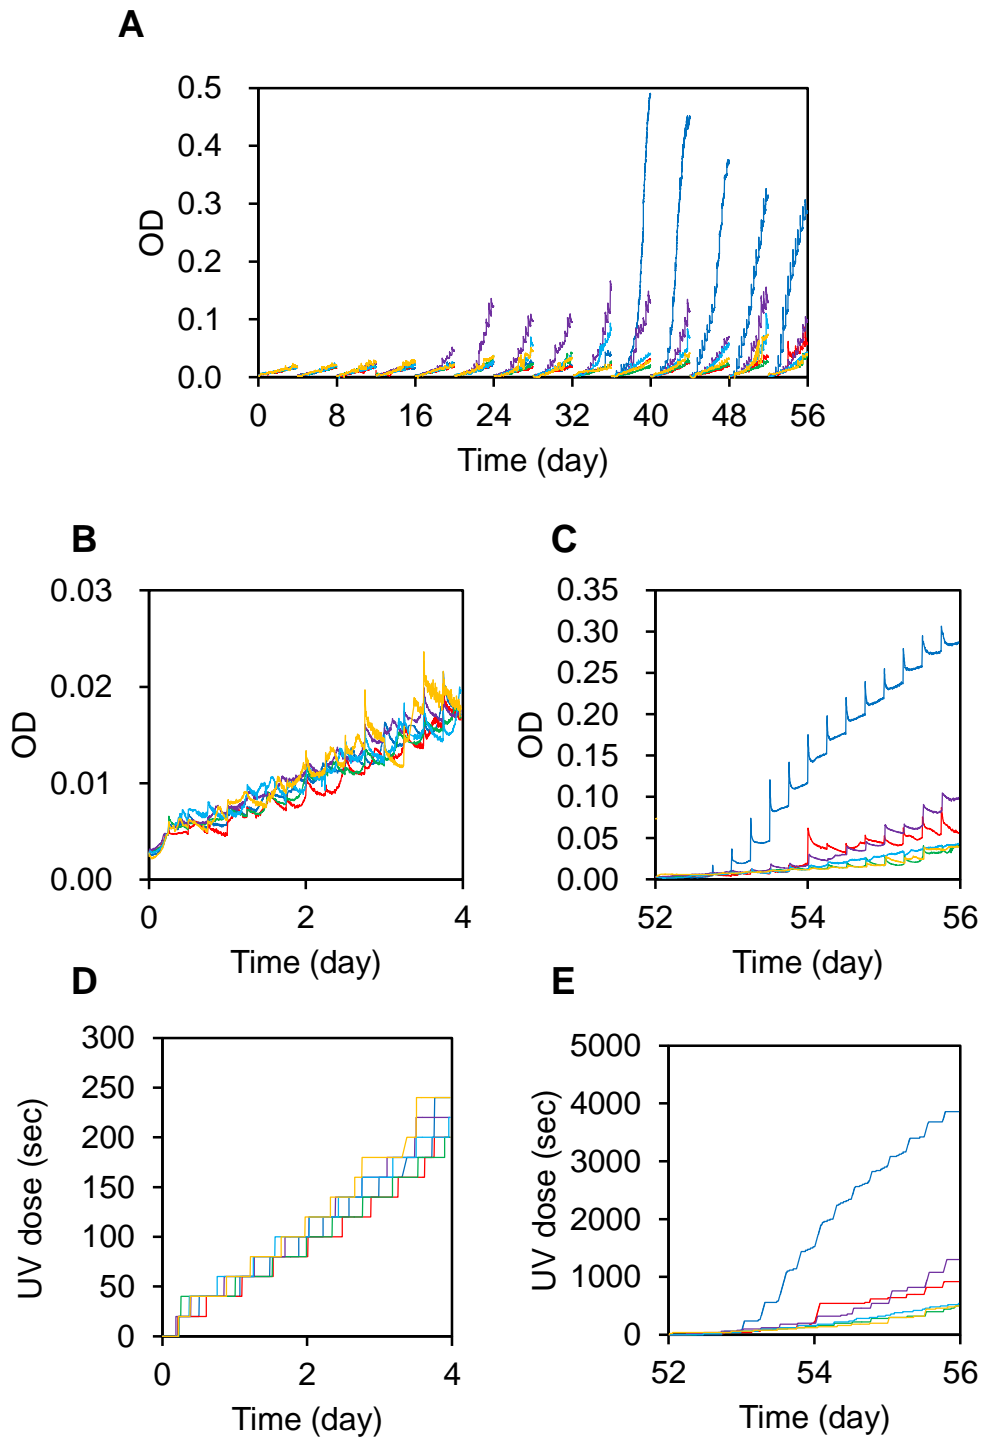 A
0.5
0.4
0.3
0.2
0.1
0.0
OD
0 8 16 24 32 40 48 56
Time (day)
B
0.03
0.02
0.01
0.00
OD
0 2 4
Time (day)
C
0.35
0.30
0.25
0.20
0.15
0.10
0.05
0.00
OD
52 54 56
Time (day)
D
300
250
200
150
100
50
0
UV dose (sec)
0 2 4
Time (day)
E
5000
4000
3000
2000
1000
0
UV dose (sec)
52 54 56
Time (day)